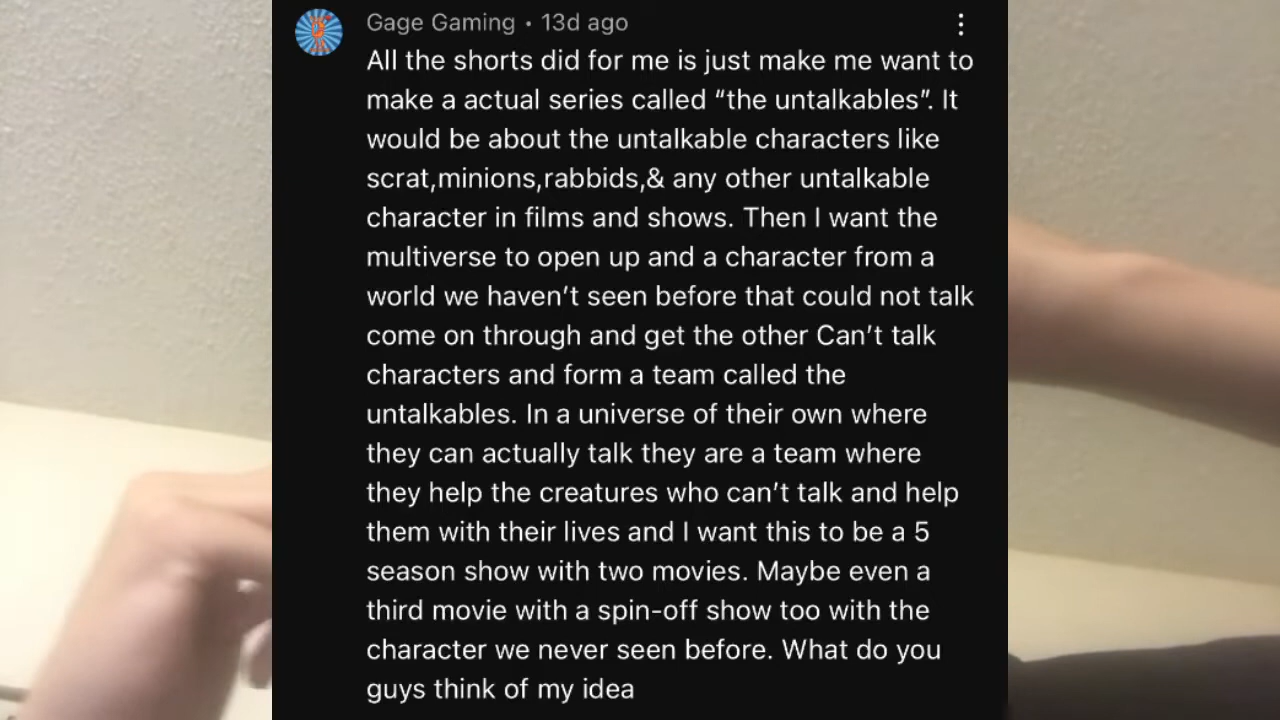 Gage Gaming • 13d ago
All the shorts did for me is just make me want to
make a actual series called “the untalkables”. It
would be about the untalkable characters like
scrat,minions,rabbids,& any other untalkable
character in films and shows. Then I want the
multiverse to open up and a character from a
world we haven’t seen before that could not talk
come on through and get the other Can’t talk
characters and form a team called the
untalkables. In a universe of their own where
they can actually talk they are a team where
they help the creatures who can’t talk and help
them with their lives and I want this to be a 5
season show with two movies. Maybe even a
third movie with a spin-off show too with the
character we never seen before. What do you
guys think of my idea